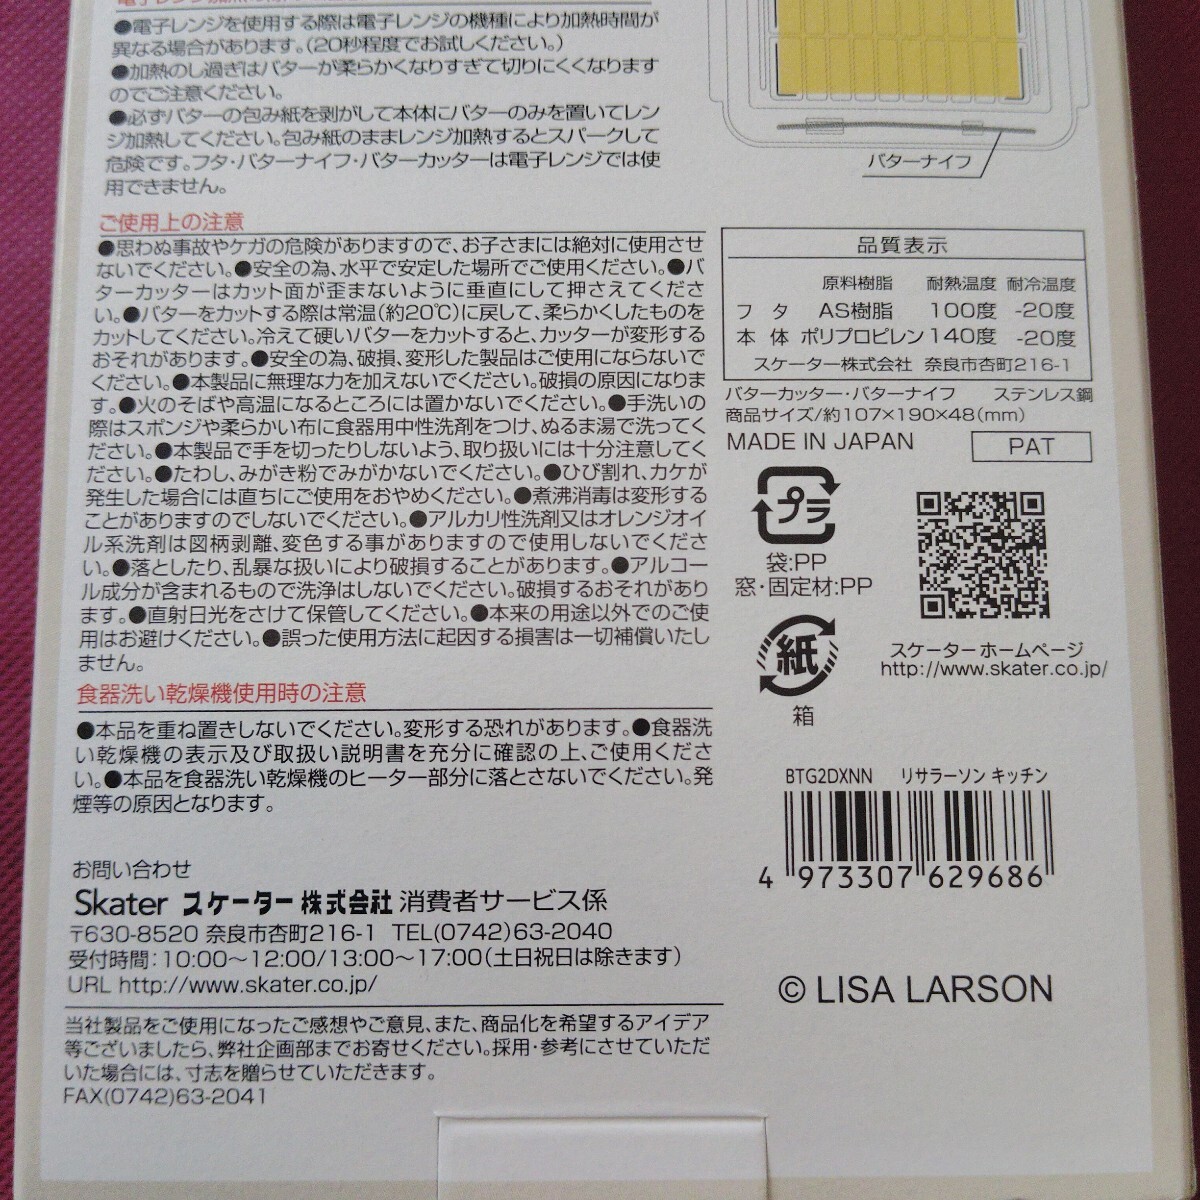 ●電子レンジを使用する際は電子レンジの機種により加熱時間が
異なる場合があります。(20秒程度でお試しください。)
●加熱のし過ぎはバターが柔らかくなりすぎて切りにくくなります
のでご注意ください。
●必ずバターの包み紙を剥がして本体にバターのみを置いてレン
ジ加熱してください。包み紙のままレンジ加熱するとスパークして
危険です。フタ・バターナイフ・バターカッターは電子レンジでは使
用できません。
バターナイフ
ご使用上の注意
●思わぬ事故やケガの危険がありますので、お子さまには絶対に使用させ
ないでください。●安全の為、水平で安定した場所でご使用ください。●バ
ターカッターはカット面が歪まないように垂直にして押さえてくださ
い。●バターをカットする際は常温(約20℃)に戻して、柔らかくしたものを
カットしてください。冷えて硬いバターをカットすると、カッターが変形する
おそれがあります。●安全の為、破損、変形した製品はご使用にならないで
ください。●本製品に無理な力を加えないでください。破損の原因になりま
す。●火のそばや高温になるところには置かないでください。●手洗いの
際はスポンジや柔らかい布に食器用中性洗剤をつけ、ぬるま湯で洗ってく
ださい。●本製品で手を切ったりしないよう、取り扱いには十分注意してく
ださい。●たわし、みがき粉でみがかないでください。●ひび割れ、カケが
発生した場合には直ちにご使用をおやめください。●煮沸消毒は変形する
ことがありますのでしないでください。●アルカリ性洗剤又はオレンジオイ
ル系洗剤は図柄剥離、変色する事がありますので使用しないでくださ
い。●落としたり、乱暴な扱いにより破損することがあります。●アルコー
ル成分が含まれるもので洗浄はしないでください。破損するおそれがあり
ます。●直射日光をさけて保管してください。●本来の用途以外でのご使
用はお避けください。●誤った使用方法に起因する損害は一切補償いたし
ません。
食器洗い乾燥機使用時の注意
●本品を重ね置きしないでください。変形する恐れがあります。●食器洗
い乾燥機の表示及び取扱い説明書を充分に確認の上、ご使用くださ
い。●本品を食器洗い乾燥機のヒーター部分に落とさないでください。発
煙等の原因となります。
お問い合わせ
Skater スケーター株式会社 消費者サービス係
〒630-8520 奈良市杏町216-1 TEL(0742)63-2040
受付時間:10:00〜12:00/13:00〜17:00(土日祝日は除きます)
URL http://www.skater.co.jp/
当社製品をご使用になったご感想やご意見、また、商品化を希望するアイデア
等ございましたら、弊社企画部までお寄せください。採用・参考にさせていただ
いた場合には、寸志を贈らせていただきます。
FAX(0742)63-2041
品質表示
原料樹脂 耐熱温度 耐冷温度
フタ AS樹脂 100度 -20度
本体 ポリプロピレン 140度 -20度
スケーター株式会社 奈良市杏町216-1
バターカッター・バターナイフ ステンレス鋼
商品サイズ/約107×190×48(mm)
MADE IN JAPAN PAT
プラ
袋:PP
窓・固定材:PP
紙
箱
スケーターホームページ
http://www.skater.co.jp/
BTG2DXNN リサラーソン キッチン
4 973307 629686
© LISA LARSON